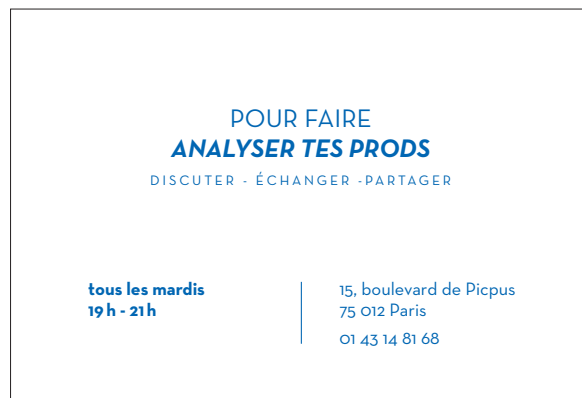 POUR FAIRE
ANALYSER TES PRODS
DISCUTER - ÉCHANGER -PARTAGER
tous les mardis
19 h - 21 h
15, boulevard de Picpus
75 012 Paris
01 43 14 81 68